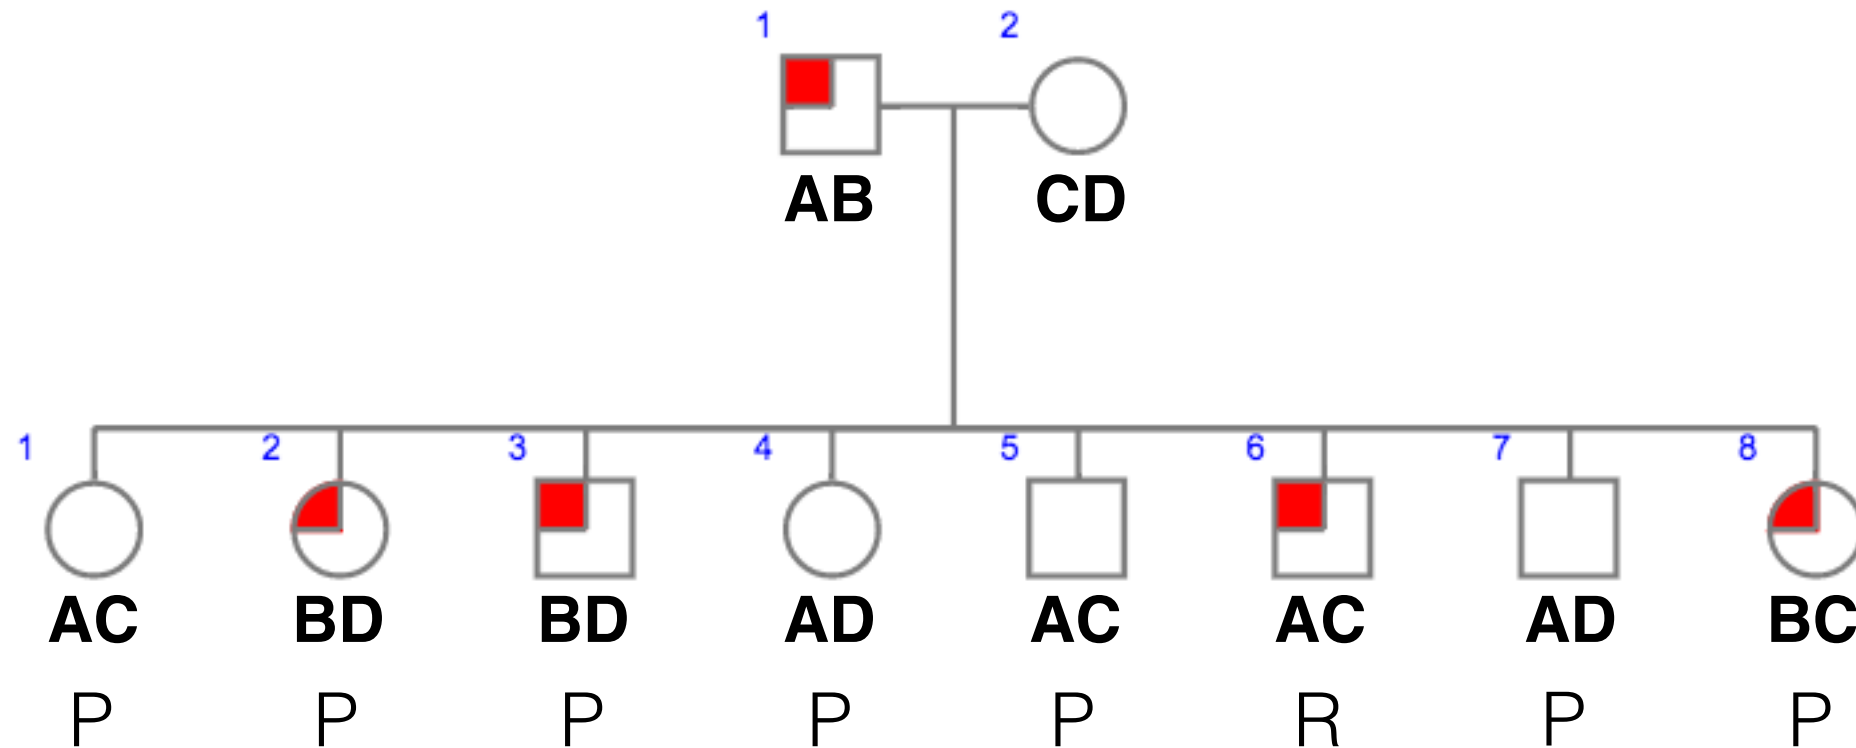 1 2
AB CD
1 2 3 4 5 6 7 8
AC BD BD AD AC AC AD BC
P P P P P R P P